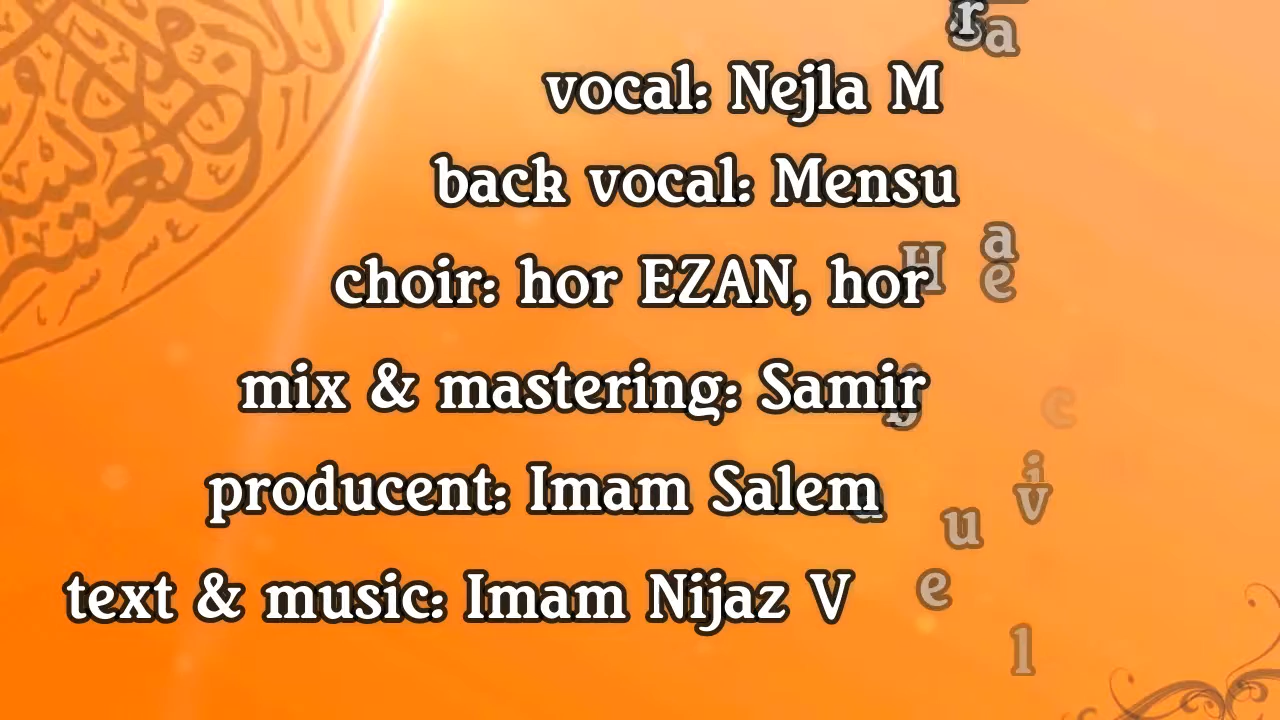 vocal: Nejla M
back vocal: Mensu
choir: hor EZAN, hor
mix & mastering: Samir
producent: Imam Salem
text & music: Imam Nijaz V